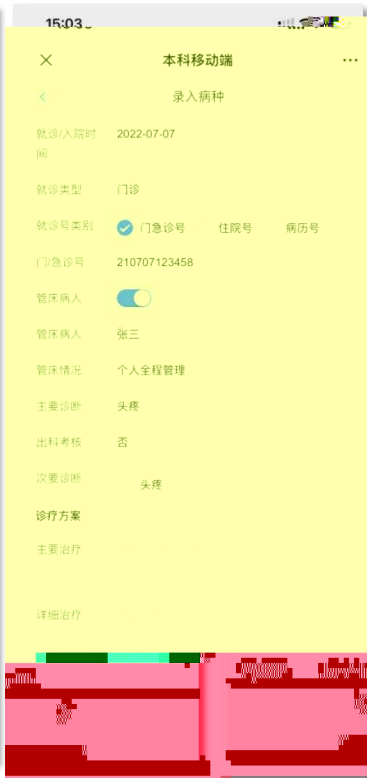 15:03
本科移动端
录入病种
就诊/入院时间 2022-07-07
就诊类型 门诊
就诊号类别 门急诊号 住院号 病历号
门/急诊号 210707123458
管床病人
管床病人 张三
管床情况 个人全程管理
主要诊断 头疼
出科考核 否
次要诊断 头疼
诊疗方案
主要治疗
详细治疗